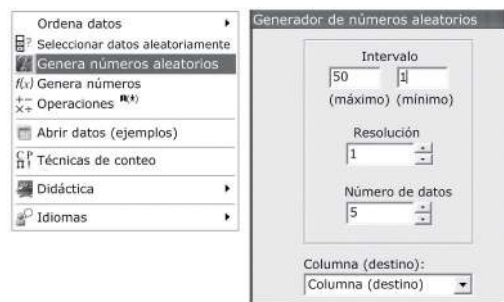 Ordena datos
Seleccionar datos aleatoriamente
Genera números aleatorios
f(x) Genera números
Operaciones
Abrir datos (ejemplos)
Técnicas de conteo
Didáctica
Idiomas
Generador de números aleatorios
Intervalo
50 1
(máximo) (mínimo)
Resolución
1
Número de datos
5
Columna (destino):
Columna (destino)